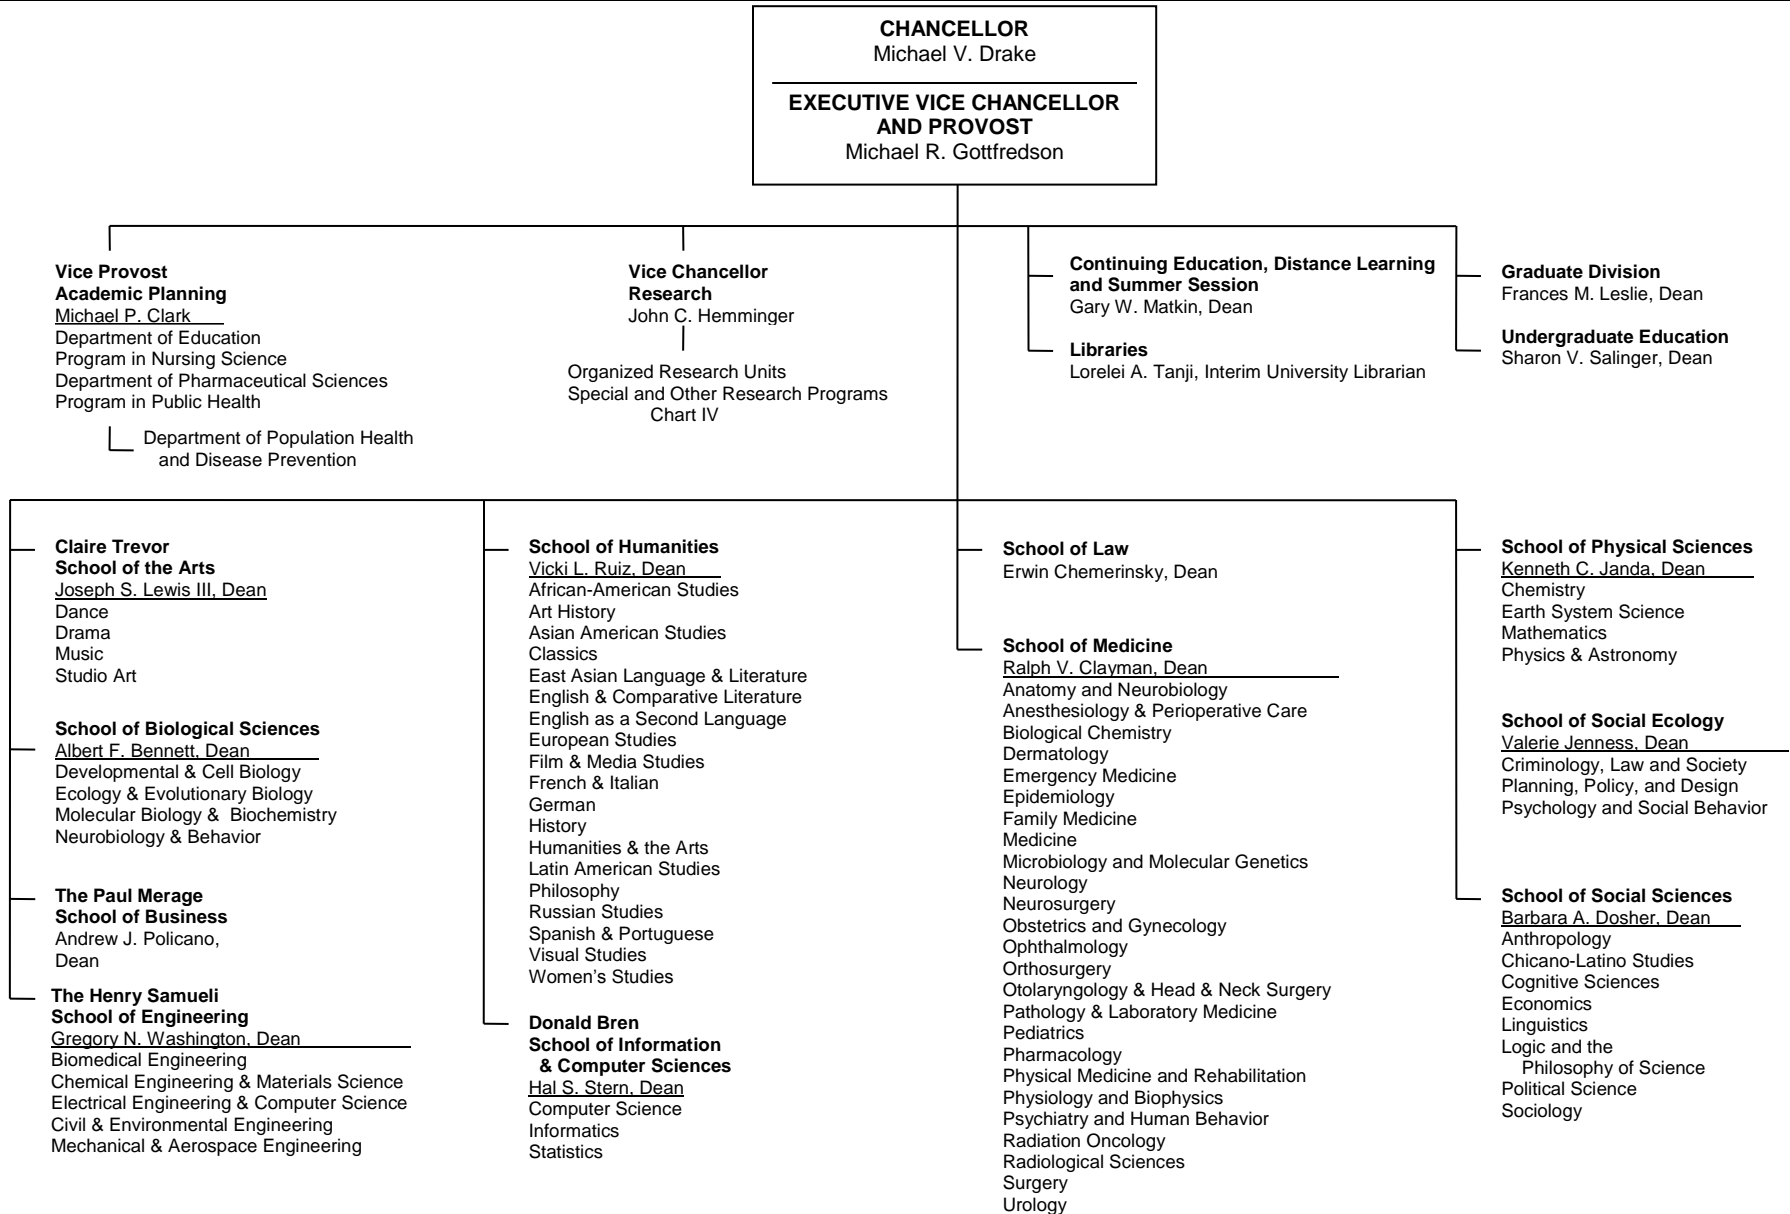 CHANCELLOR
Michael V. Drake
EXECUTIVE VICE CHANCELLOR
AND PROVOST
Michael R. Gottfredson
Vice Provost
Academic Planning
Michael P. Clark
Department of Education
Program in Nursing Science
Department of Pharmaceutical Sciences
Program in Public Health
Department of Population Health
and Disease Prevention
Vice Chancellor
Research
John C. Hemminger
Organized Research Units
Special and Other Research Programs
Chart IV
Continuing Education, Distance Learning
and Summer Session
Gary W. Matkin, Dean
Libraries
Lorelei A. Tanji, Interim University Librarian
Graduate Division
Frances M. Leslie, Dean
Undergraduate Education
Sharon V. Salinger, Dean
Claire Trevor
School of the Arts
Joseph S. Lewis III, Dean
Dance
Drama
Music
Studio Art
School of Biological Sciences
Albert F. Bennett, Dean
Developmental & Cell Biology
Ecology & Evolutionary Biology
Molecular Biology &  Biochemistry
Neurobiology & Behavior
The Paul Merage
School of Business
Andrew J. Policano,
Dean
The Henry Samueli
School of Engineering
Gregory N. Washington, Dean
Biomedical Engineering
Chemical Engineering & Materials Science
Electrical Engineering & Computer Science
Civil & Environmental Engineering
Mechanical & Aerospace Engineering
School of Humanities
Vicki L. Ruiz, Dean
African-American Studies
Art History
Asian American Studies
Classics
East Asian Language & Literature
English & Comparative Literature
English as a Second Language
European Studies
Film & Media Studies
French & Italian
German
History
Humanities & the Arts
Latin American Studies
Philosophy
Russian Studies
Spanish & Portuguese
Visual Studies
Women’s Studies
Donald Bren
School of Information
& Computer Sciences
Hal S. Stern, Dean
Computer Science
Informatics
Statistics
School of Law
Erwin Chemerinsky, Dean
School of Medicine
Ralph V. Clayman, Dean
Anatomy and Neurobiology
Anesthesiology & Perioperative Care
Biological Chemistry
Dermatology
Emergency Medicine
Epidemiology
Family Medicine
Medicine
Microbiology and Molecular Genetics
Neurology
Neurosurgery
Obstetrics and Gynecology
Ophthalmology
Orthosurgery
Otolaryngology & Head & Neck Surgery
Pathology & Laboratory Medicine
Pediatrics
Pharmacology
Physical Medicine and Rehabilitation
Physiology and Biophysics
Psychiatry and Human Behavior
Radiation Oncology
Radiological Sciences
Surgery
Urology
School of Physical Sciences
Kenneth C. Janda, Dean
Chemistry
Earth System Science
Mathematics
Physics & Astronomy
School of Social Ecology
Valerie Jenness, Dean
Criminology, Law and Society
Planning, Policy, and Design
Psychology and Social Behavior
School of Social Sciences
Barbara A. Dosher, Dean
Anthropology
Chicano-Latino Studies
Cognitive Sciences
Economics
Linguistics
Logic and the
Philosophy of Science
Political Science
Sociology